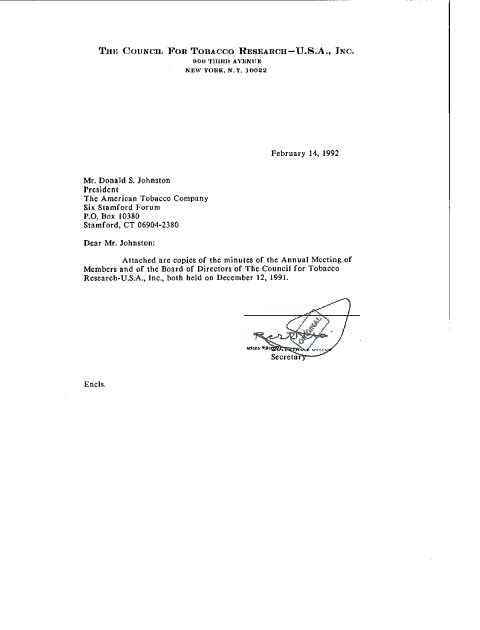 THE COUNCIL FOR TOBACCO RESEARCH-U.S.A., INC.
900 THIRD AVENUE
NEW YORK, N.Y. 10022
February 14, 1992
Mr. Donald S. Johnston
President
The American Tobacco Company
Six Stamford Forum
P.O. Box 10380
Stamford, CT 06904-2380
Dear Mr. Johnston:
Attached are copies of the minutes of the Annual Meeting of
Members and of the Board of Directors of The Council for Tobacco
Research-U.S.A., Inc., both held on December 12, 1991.
ORIGINAL
Secretary
Encls.